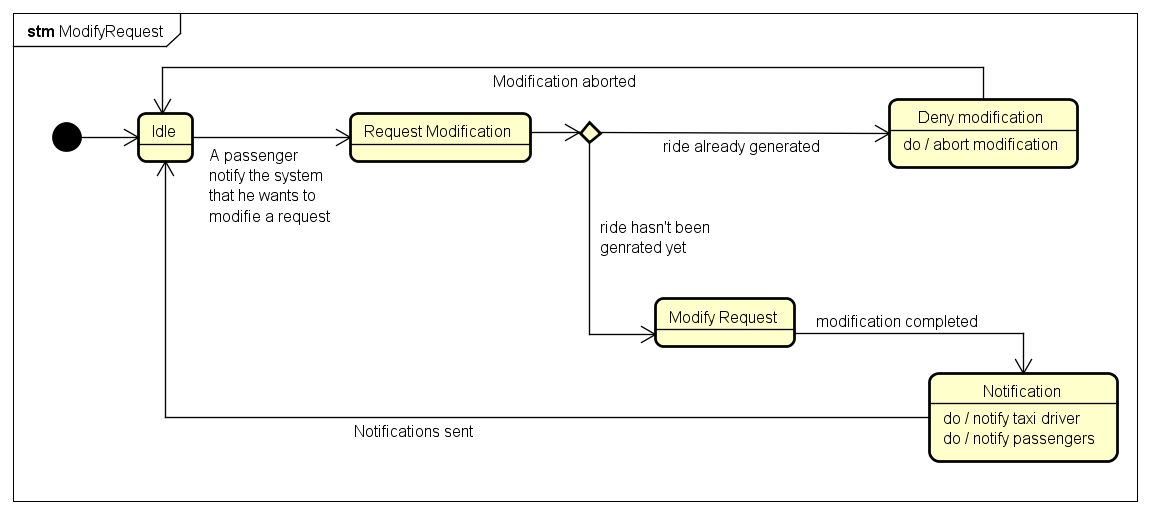 stm ModifyRequest
Modification aborted
Idle
Request Modification
Deny modification
do / abort modification
ride already generated
A passenger
notify the system
that he wants to
modifie a request
ride hasn't been
genrated yet
Modify Request
modification completed
Notification
do / notify taxi driver
do / notify passengers
Notifications sent